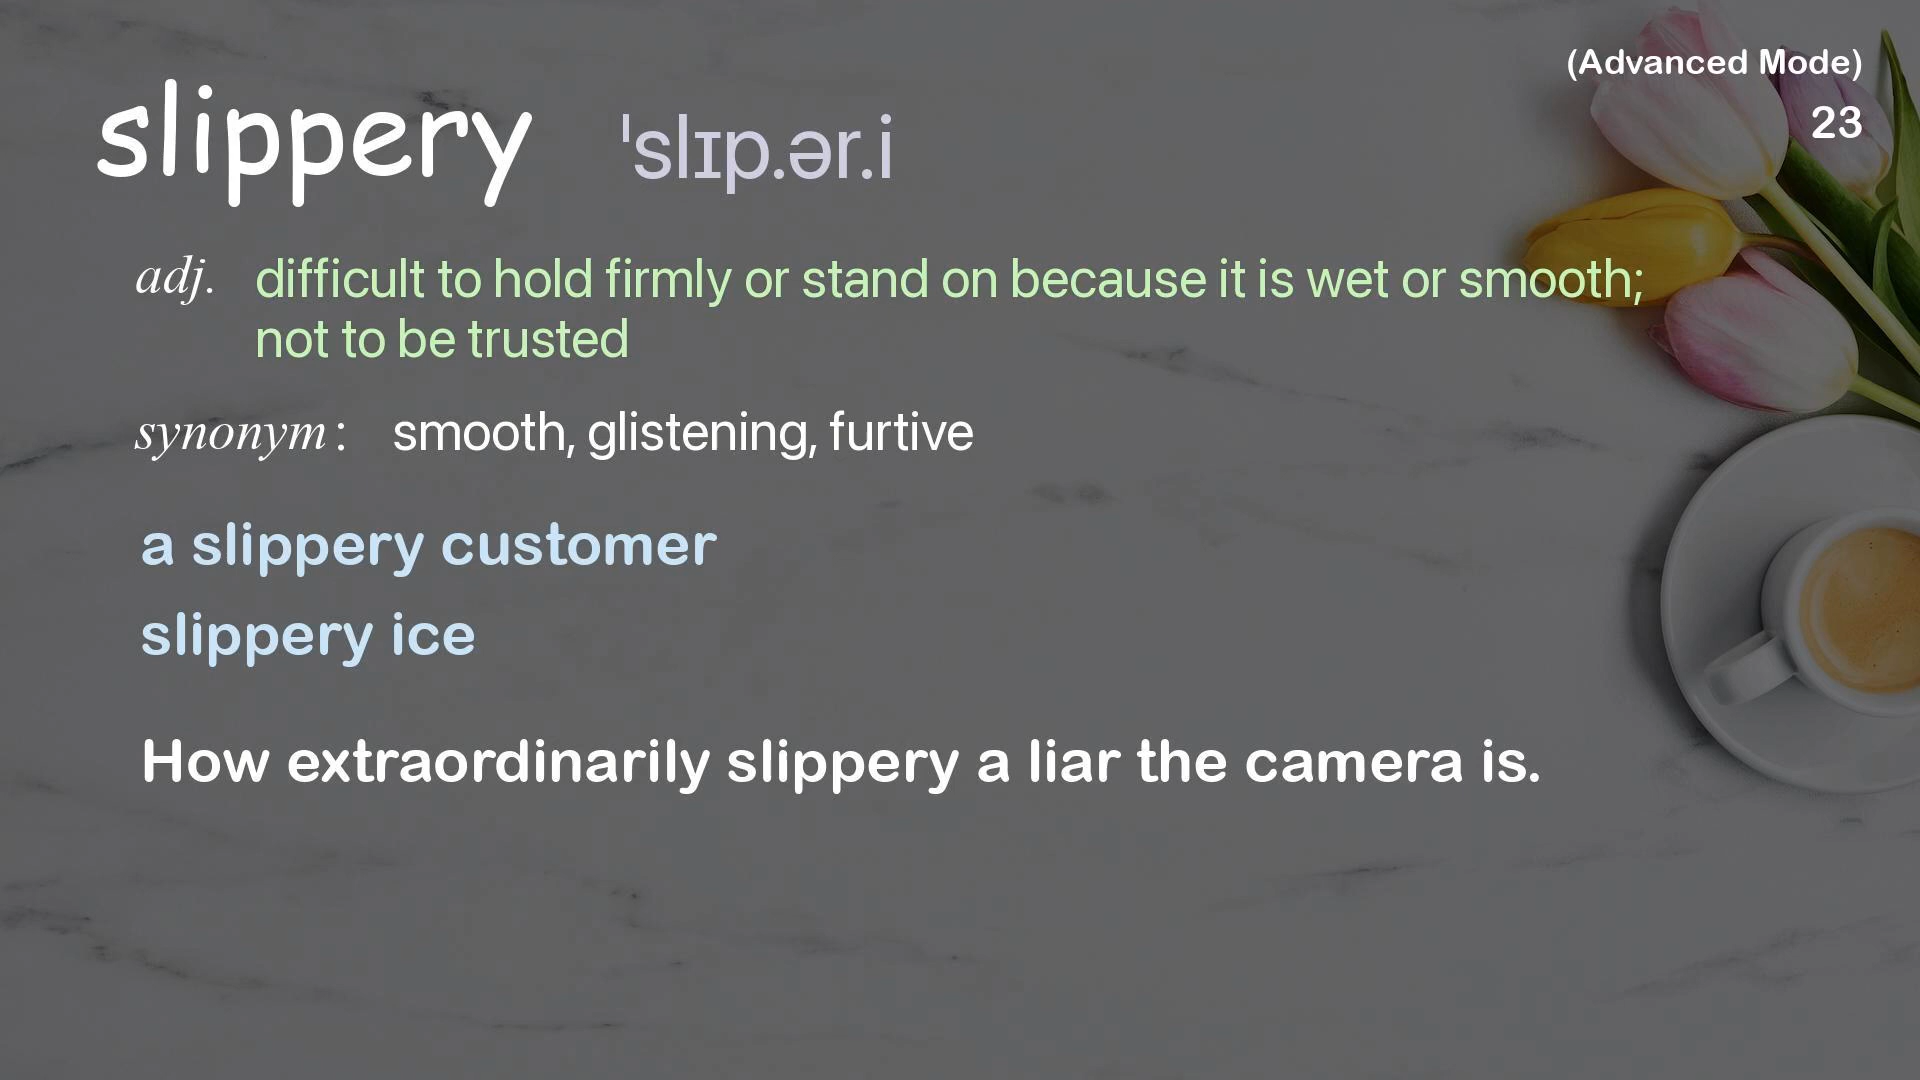 (Advanced Mode)
23
slippery ˈslɪp.ər.i
adj. difficult to hold firmly or stand on because it is wet or smooth;
not to be trusted
synonym: smooth, glistening, furtive
a slippery customer
slippery ice
How extraordinarily slippery a liar the camera is.